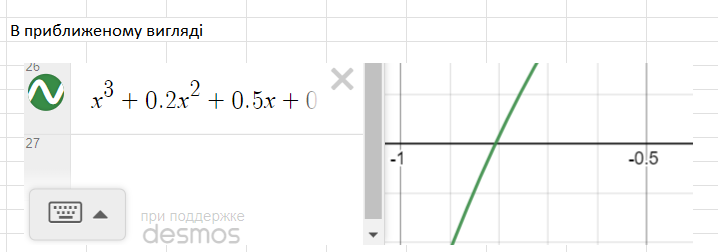 В приближеному вигляді
26
x³ + 0.2x² + 0.5x + 0
27
-1
-0.5
при поддержке
desmos